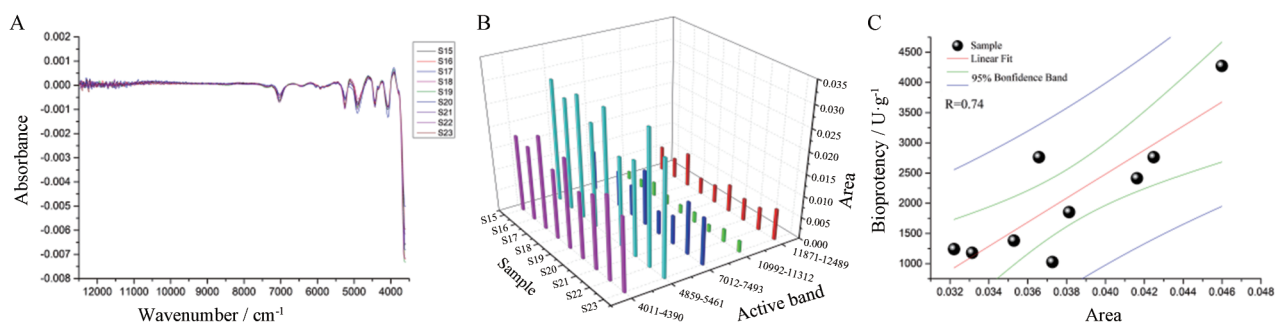 A
0.002
0.001
0.000
-0.001
-0.002
-0.003
-0.004
-0.005
-0.006
-0.007
-0.008
Absorbance
12000 11000 10000 9000 8000 7000 6000 5000 4000
Wavenumber / cm⁻¹
S15
S16
S17
S18
S19
S20
S21
S22
S23
B
0.035
0.030
0.025
0.020
0.015
0.010
0.005
0.000
Area
S15
S16
S17
S18
S19
S20
S21
S22
S23
Sample
4011-4390
4859-5461
7012-7493
10992-11312
11871-12489
Active band
C
4500
4000
3500
3000
2500
2000
1500
1000
Bioprotency / U·g⁻¹
Sample
Linear Fit
95% Bonfidence Band
R=0.74
0.032 0.034 0.036 0.038 0.040 0.042 0.044 0.046 0.048
Area